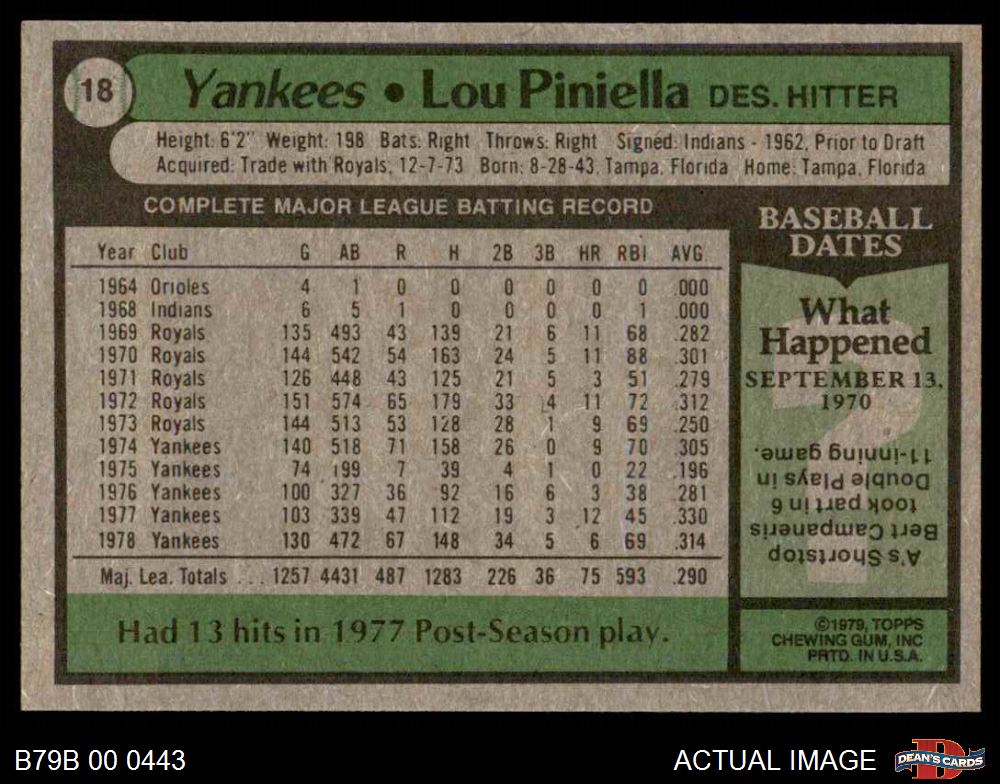 18
Yankees • Lou Piniella DES. HITTER
Height: 6'2" Weight: 198 Bats: Right Throws: Right Signed: Indians - 1962, Prior to Draft
Acquired: Trade with Royals, 12-7-73 Born: 8-28-43, Tampa, Florida Home: Tampa, Florida
COMPLETE MAJOR LEAGUE BATTING RECORD
Year Club G AB R H 2B 3B HR RBI AVG
1964 Orioles 4 1 0 0 0 0 0 0 .000
1968 Indians 6 5 1 0 0 0 0 1 .000
1969 Royals 135 493 43 139 21 6 11 68 .282
1970 Royals 144 542 54 163 24 5 11 88 .301
1971 Royals 126 448 43 125 21 5 3 51 .279
1972 Royals 151 574 65 179 33 4 11 72 .312
1973 Royals 144 513 53 128 28 1 9 69 .250
1974 Yankees 140 518 71 158 26 0 9 70 .305
1975 Yankees 74 199 7 39 4 1 0 22 .196
1976 Yankees 100 327 36 92 16 6 3 38 .281
1977 Yankees 103 339 47 112 19 3 12 45 .330
1978 Yankees 130 472 67 148 34 5 6 69 .314
Maj. Lea. Totals ... 1257 4431 487 1283 226 36 75 593 .290
Had 13 hits in 1977 Post-Season play.
BASEBALL
DATES
What
Happened
SEPTEMBER 13,
1970
A's Shortstop
Bert Campaneris
took part in 6
Double Plays in
11-inning game.
©1979, TOPPS
CHEWING GUM, INC
PRTD. IN U.S.A.
B79B 00 0443
ACTUAL IMAGE
DEAN'S CARDS